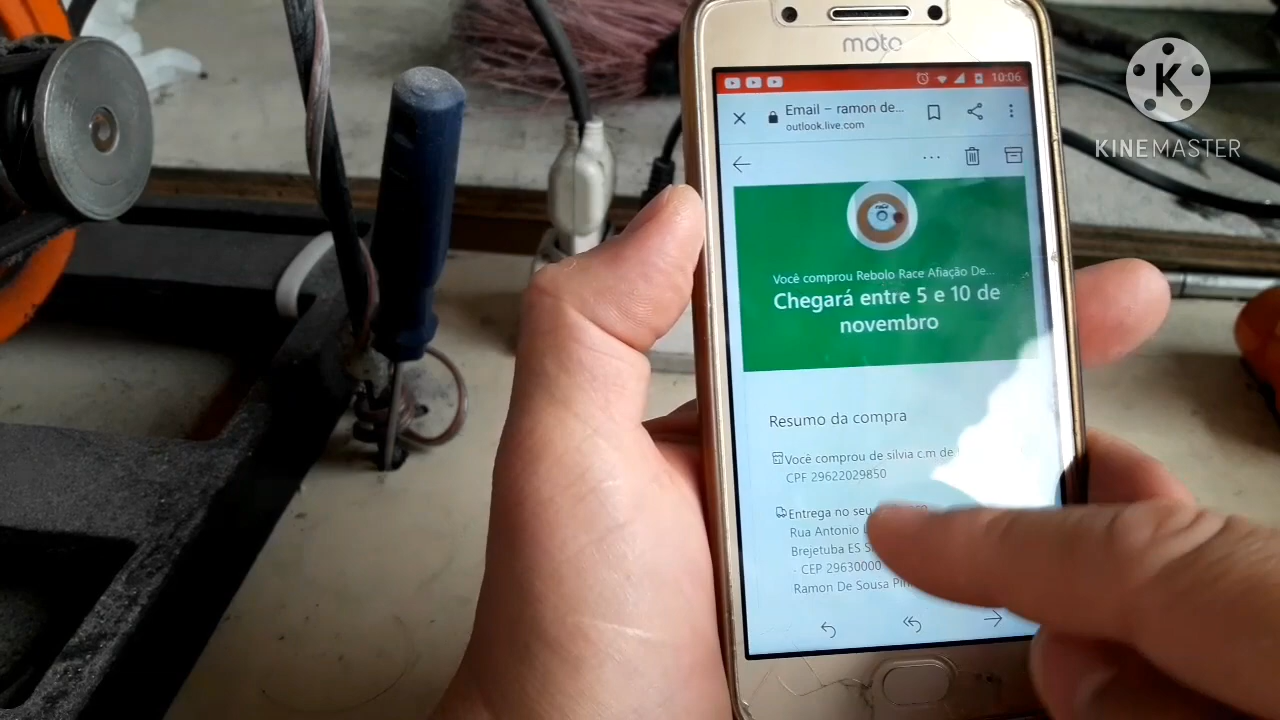 moto
10:06
Email – ramon de...
outlook.live.com
Você comprou Rebolo Race Afiação De...
Chegará entre 5 e 10 de
novembro
Resumo da compra
Você comprou de silvia c.m de
CPF 29622029850
Entrega no seu
Rua Antonio
Brejetuba ES
- CEP 29630000
Ramon De Sousa
K
KINEMASTER